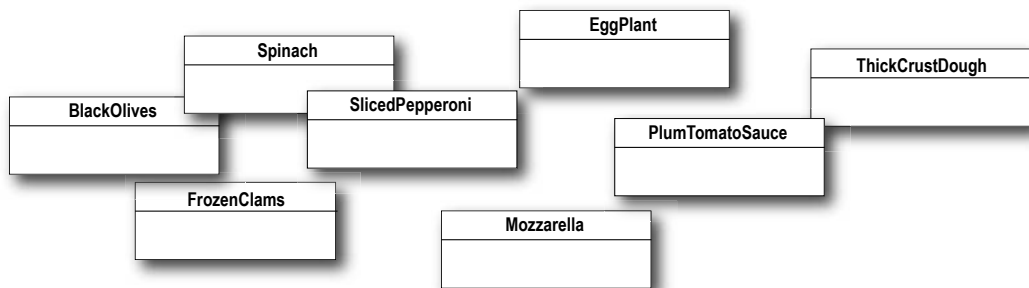 EggPlant
Spinach
ThickCrustDough
BlackOlives
SlicedPepperoni
PlumTomatoSauce
FrozenClams
Mozzarella